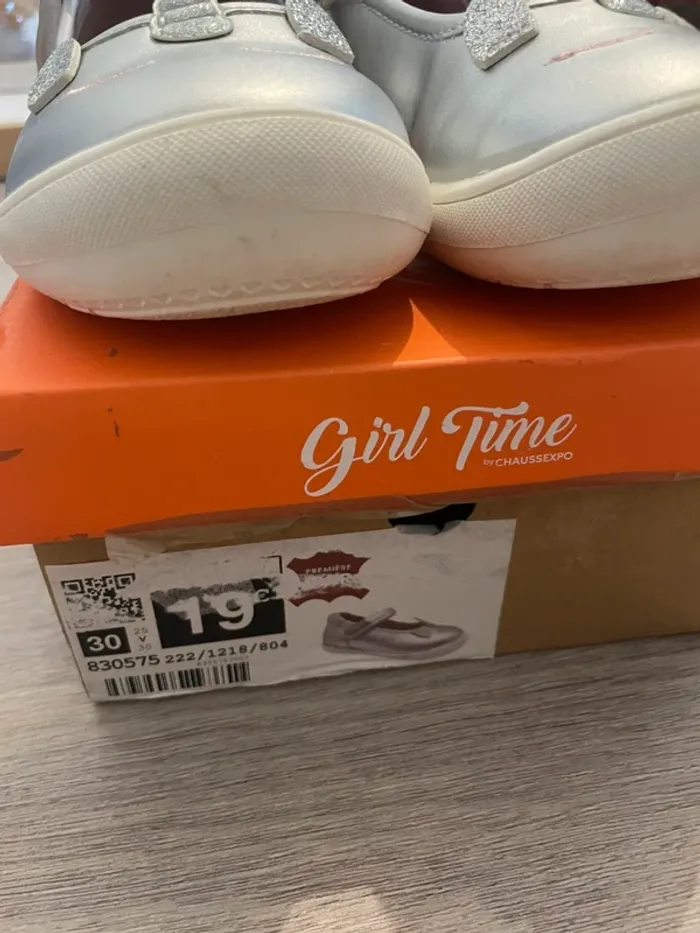 Girl Time
by CHAUSSEXPO
PREMIÈRE
19€
30
V
830575 222/1218/804